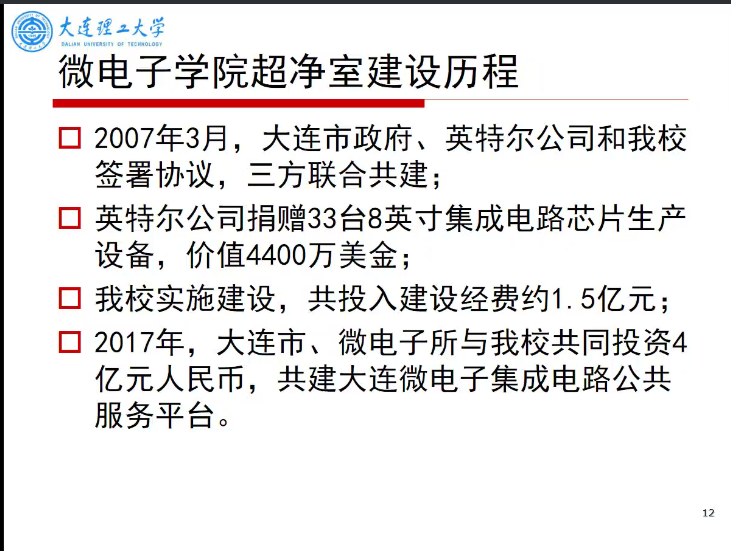 大连理工大学
DALIAN UNIVERSITY OF TECHNOLOGY
微电子学院超净室建设历程
2007年3月，大连市政府、英特尔公司和我校
签署协议，三方联合共建；
英特尔公司捐赠33台8英寸集成电路芯片生产
设备，价值4400万美金；
我校实施建设，共投入建设经费约1.5亿元；
2017年，大连市、微电子所与我校共同投资4
亿元人民币，共建大连微电子集成电路公共
服务平台。
12